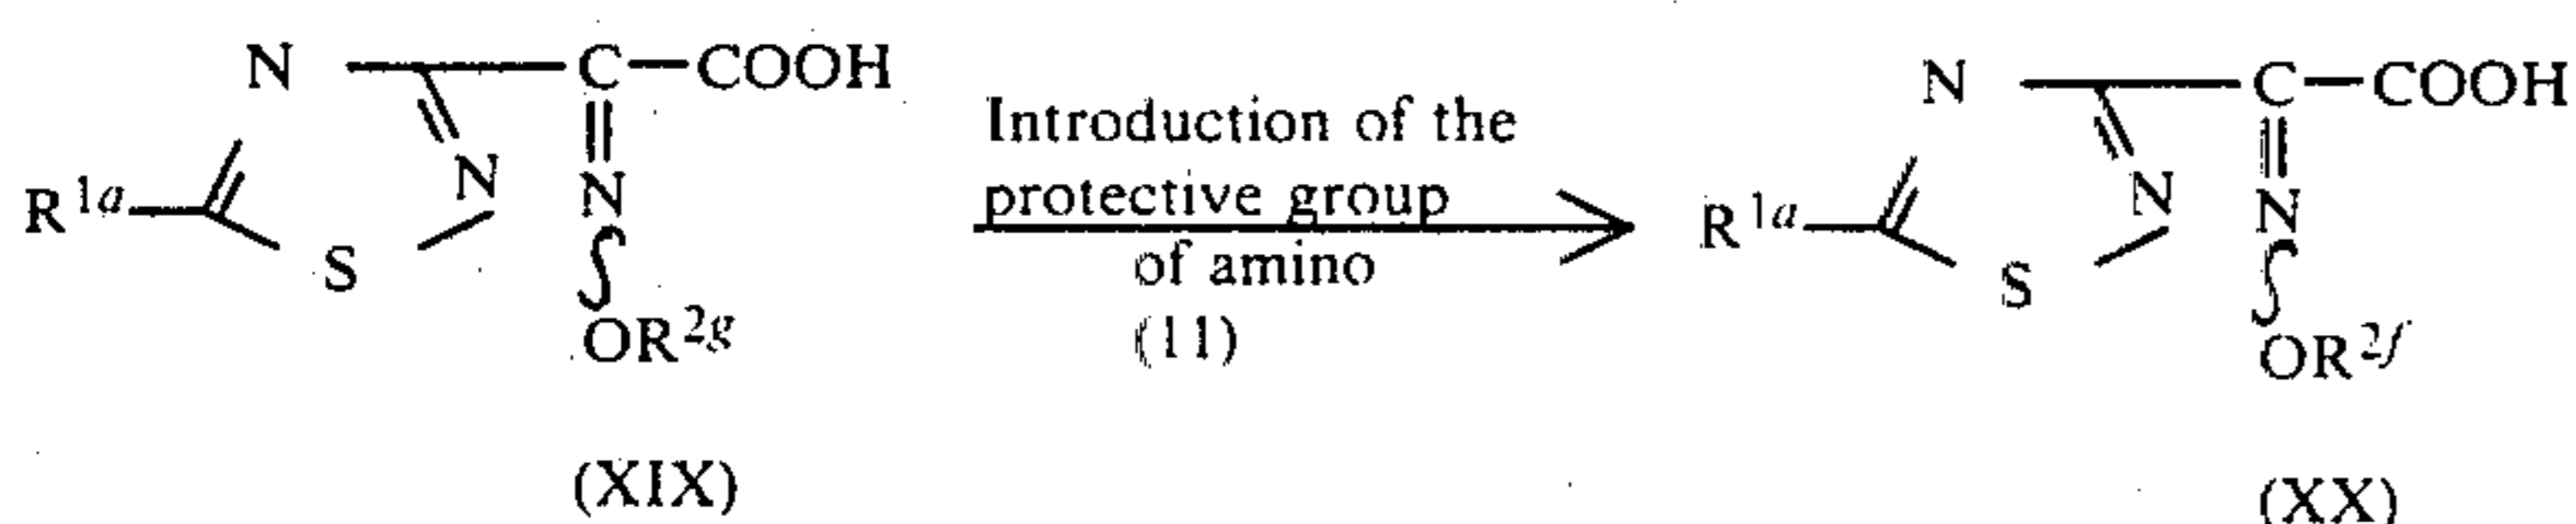 N C—COOH
N N
R1a S
OR2g
(XIX)
Introduction of the
protective group
of amino
(11)
N C—COOH
N N
R1a S
OR2f
(XX)